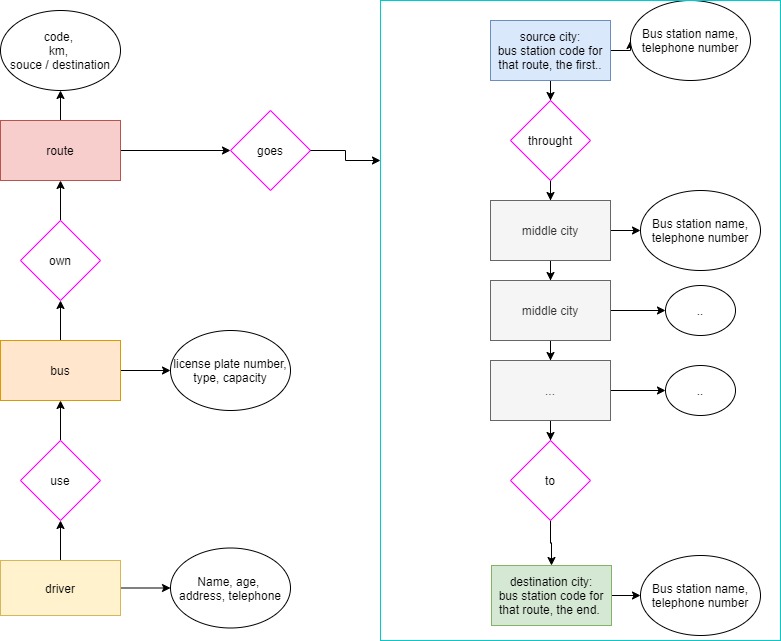 code,
km,
souce / destination
route
goes
own
bus
license plate number,
type, capacity
use
driver
Name, age,
address, telephone
source city:
bus station code for
that route, the first..
Bus station name,
telephone number
throught
middle city
Bus station name,
telephone number
middle city
..
...
..
to
destination city:
bus station code for
that route, the end.
Bus station name,
telephone number